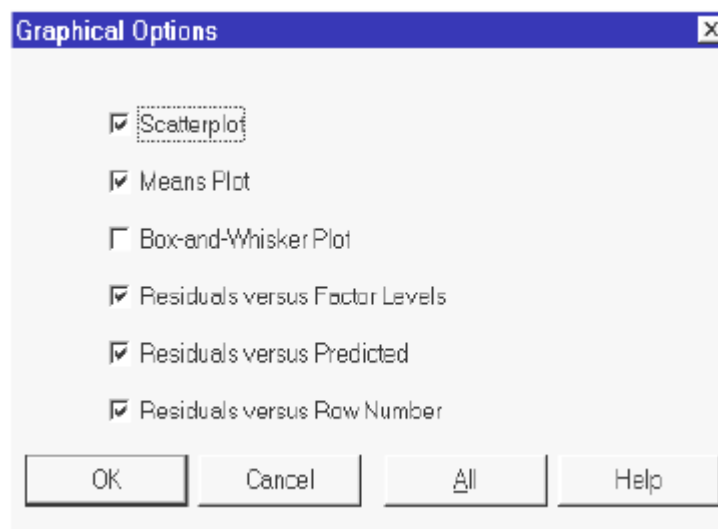 Graphical Options
Scatterplot
Means Plot
Box-and-Whisker Plot
Residuals versus Factor Levels
Residuals versus Predicted
Residuals versus Row Number
OK Cancel All Help